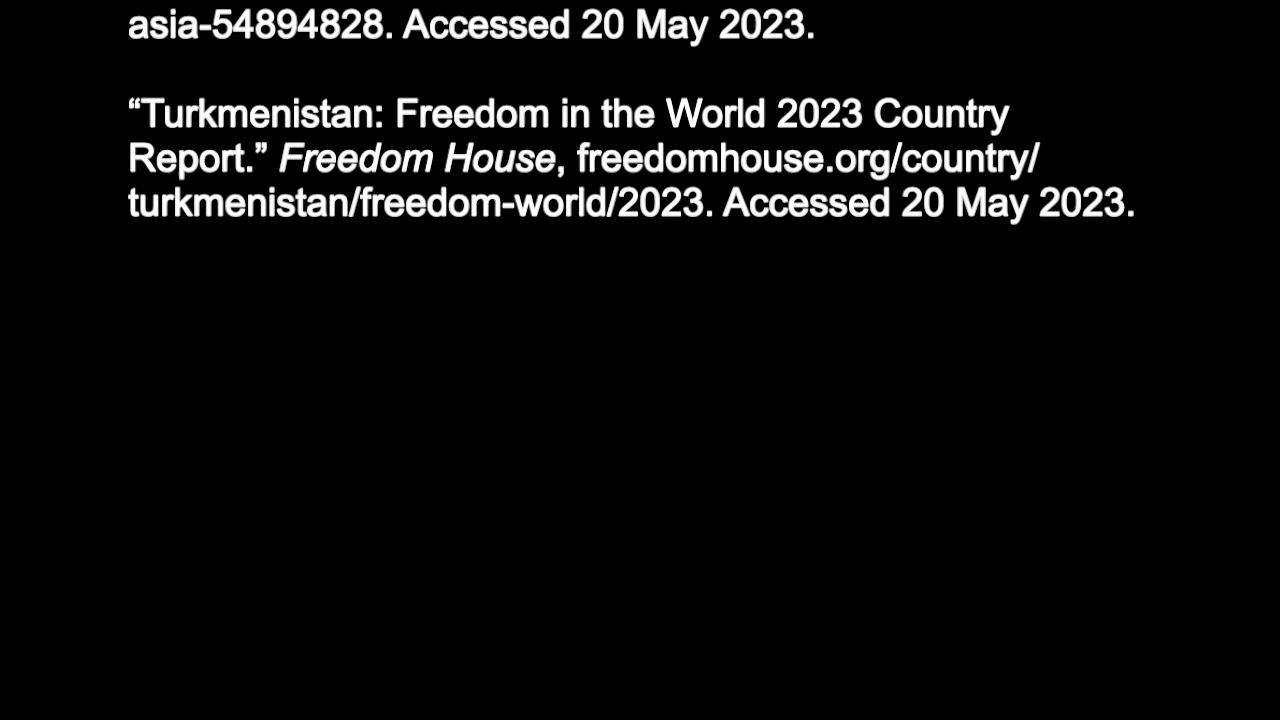 asia-54894828. Accessed 20 May 2023.
“Turkmenistan: Freedom in the World 2023 Country
Report.” Freedom House, freedomhouse.org/country/
turkmenistan/freedom-world/2023. Accessed 20 May 2023.